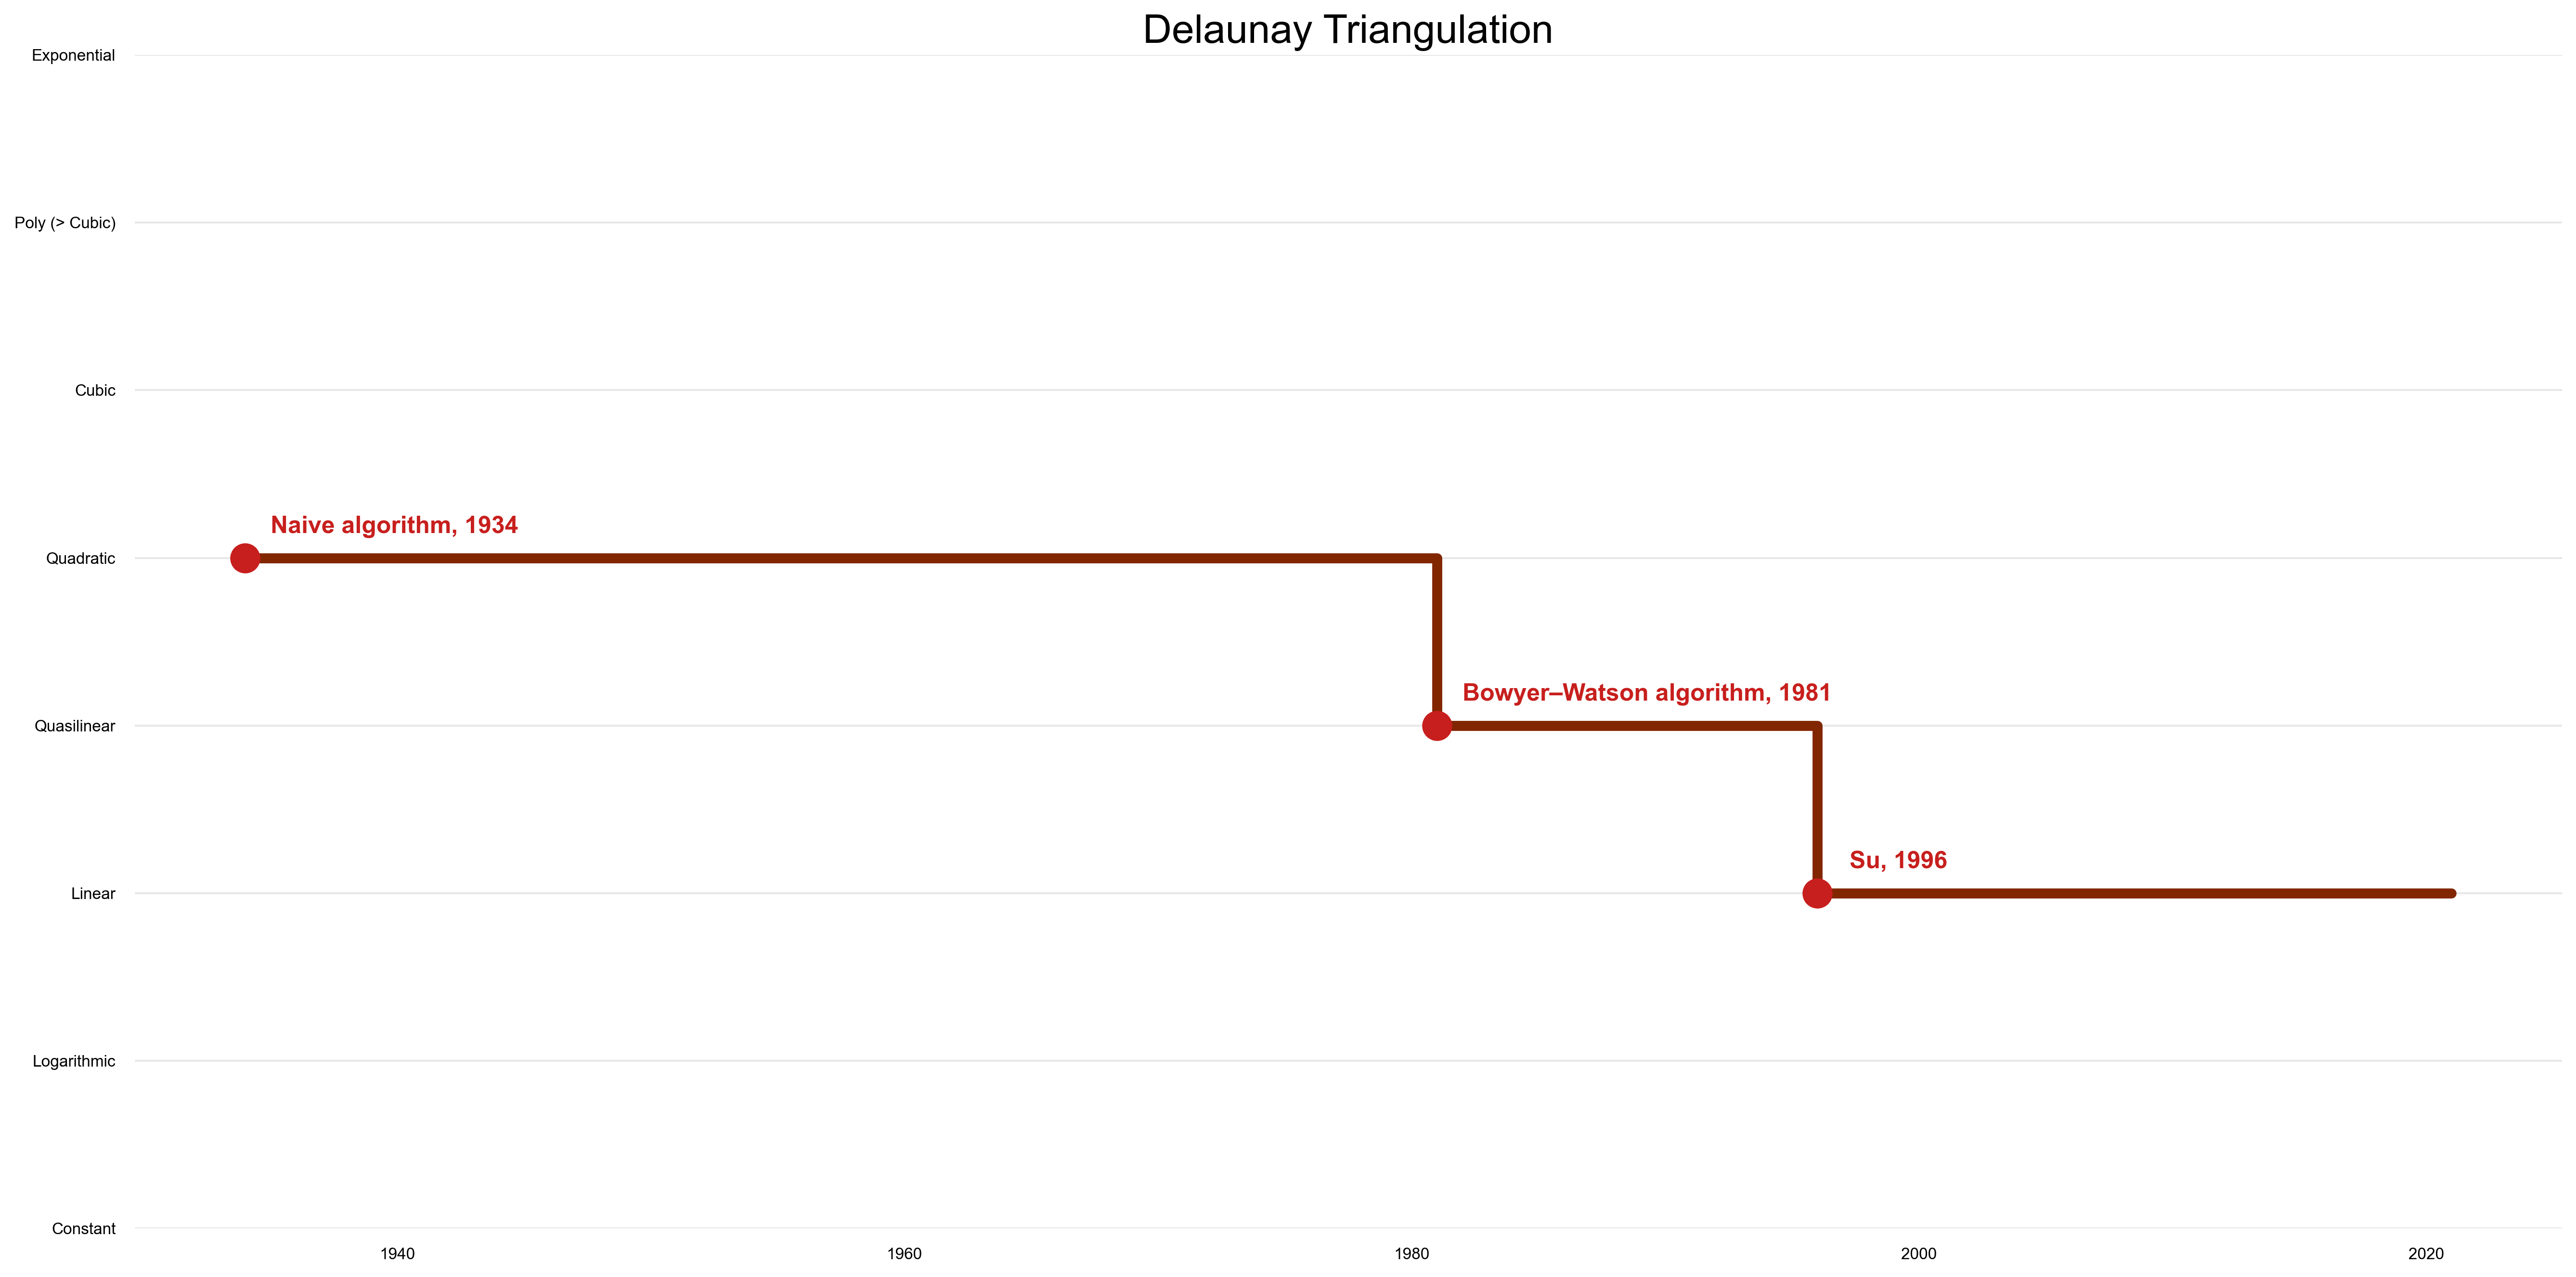 Delaunay Triangulation
Exponential
Poly (> Cubic)
Cubic
Naive algorithm, 1934
Quadratic
Bowyer–Watson algorithm, 1981
Quasilinear
Su, 1996
Linear
Logarithmic
Constant
1940 1960 1980 2000 2020